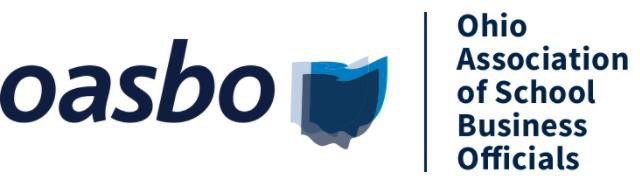 oasbo
Ohio
Association
of School
Business
Officials